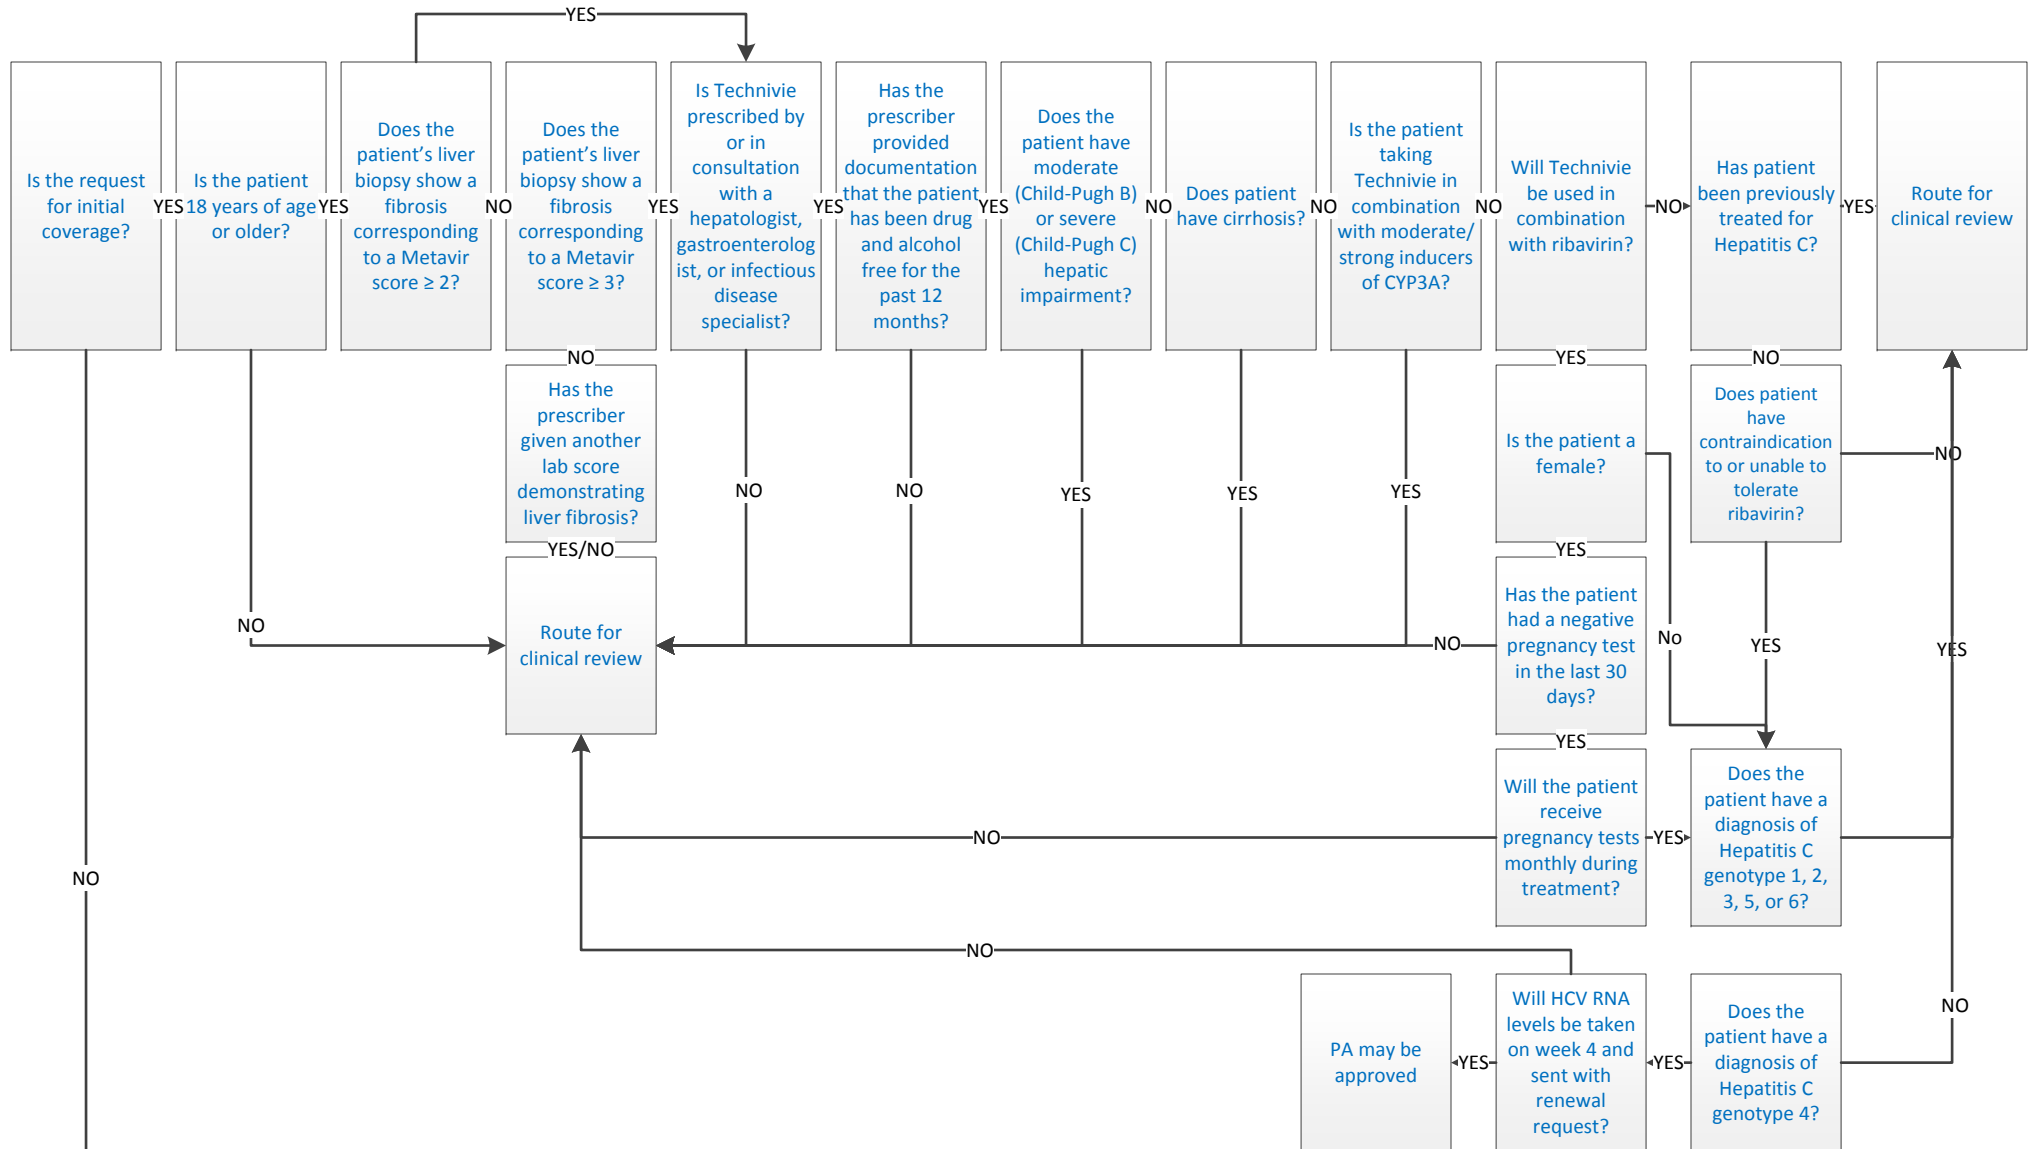 YES
Is the request
for initial
coverage?
YES
Is the patient
18 years of age
or older?
YES
Does the
patient’s liver
biopsy show a
fibrosis
corresponding
to a Metavir
score ≥ 2?
NO
Does the
patient’s liver
biopsy show a
fibrosis
corresponding
to a Metavir
score ≥ 3?
YES
Is Technivie
prescribed by
or in
consultation
with a
hepatologist,
gastroenterolog
ist, or infectious
disease
specialist?
YES
Has the
prescriber
provided
documentation
that the patient
has been drug
and alcohol
free for the
past 12
months?
YES
Does the
patient have
moderate
(Child-Pugh B)
or severe
(Child-Pugh C)
hepatic
impairment?
NO
Does patient
have cirrhosis?
NO
Is the patient
taking
Technivie in
combination
with moderate/
strong inducers
of CYP3A?
NO
Will Technivie
be used in
combination
with ribavirin?
NO
Has patient
been previously
treated for
Hepatitis C?
YES
Route for
clinical review
NO
YES
NO
Has the
prescriber
given another
lab score
demonstrating
liver fibrosis?
Is the patient a
female?
Does patient
have
contraindication
to or unable to
tolerate
ribavirin?
NO
NO
NO
YES
YES
YES
YES/NO
YES
NO
Route for
clinical review
NO
Has the patient
had a negative
pregnancy test
in the last 30
days?
No
YES
YES
YES
NO
NO
Will the patient
receive
pregnancy tests
monthly during
treatment?
YES
Does the
patient have a
diagnosis of
Hepatitis C
genotype 1, 2,
3, 5, or 6?
NO
NO
PA may be
approved
YES
Will HCV RNA
levels be taken
on week 4 and
sent with
renewal
request?
YES
Does the
patient have a
diagnosis of
Hepatitis C
genotype 4?